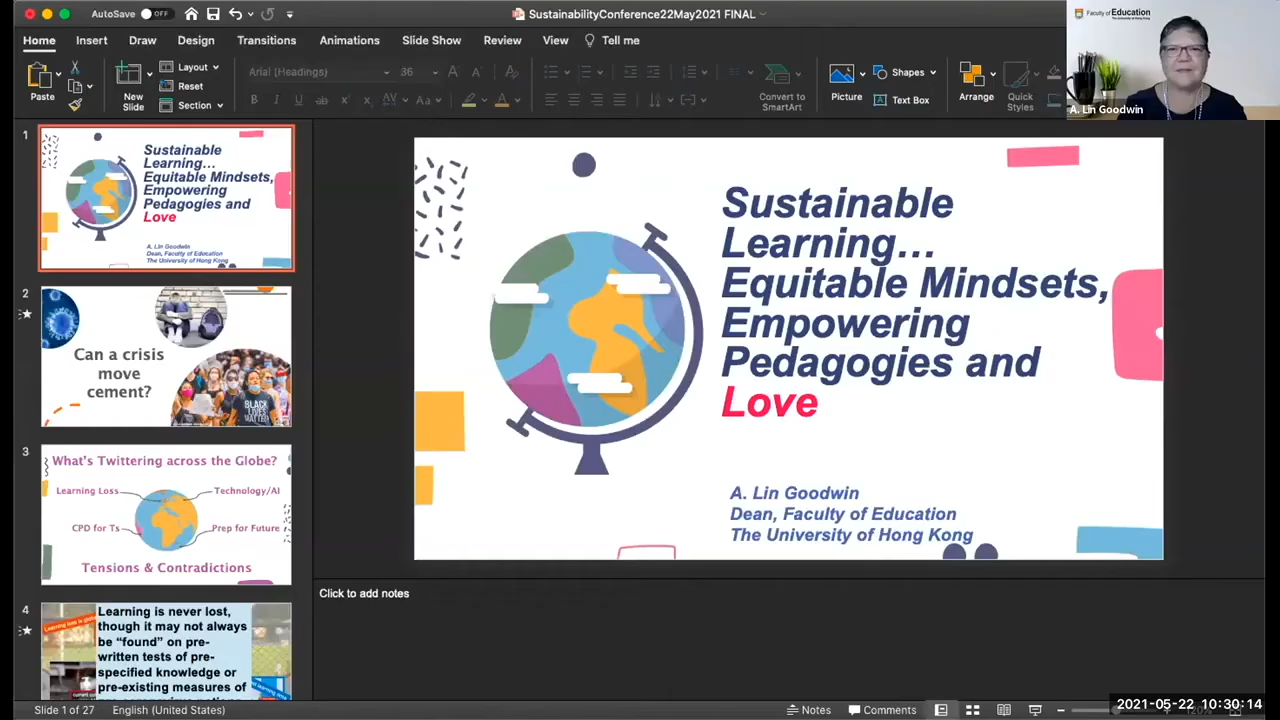 AutoSave OFF
SustainabilityConference22May2021 FINAL
Home Insert Draw Design Transitions Animations Slide Show Review View Tell me
Paste
New Slide
Layout
Reset
Section
Arial (Headings) 36
Convert to SmartArt
Picture
Shapes
Text Box
Arrange
Quick Styles
Faculty of Education
The University of Hong Kong
A. Lin Goodwin
1
Sustainable
Learning…
Equitable Mindsets,
Empowering
Pedagogies and
Love
A. Lin Goodwin
Dean, Faculty of Education
The University of Hong Kong
2
Can a crisis
move
cement?
BLACK
LIVES
MATTER
3
What's Twittering across the Globe?
Learning Loss
Technology/AI
CPD for Ts
Prep for Future
Tensions & Contradictions
4
Learning is never lost,
though it may not always
be “found” on pre-
written tests of pre-
specified knowledge or
pre-existing measures of
Sustainable
Learning…
Equitable Mindsets,
Empowering
Pedagogies and
Love
A. Lin Goodwin
Dean, Faculty of Education
The University of Hong Kong
Click to add notes
Slide 1 of 27 English (United States)
Notes Comments
2021-05-22 10:30:14